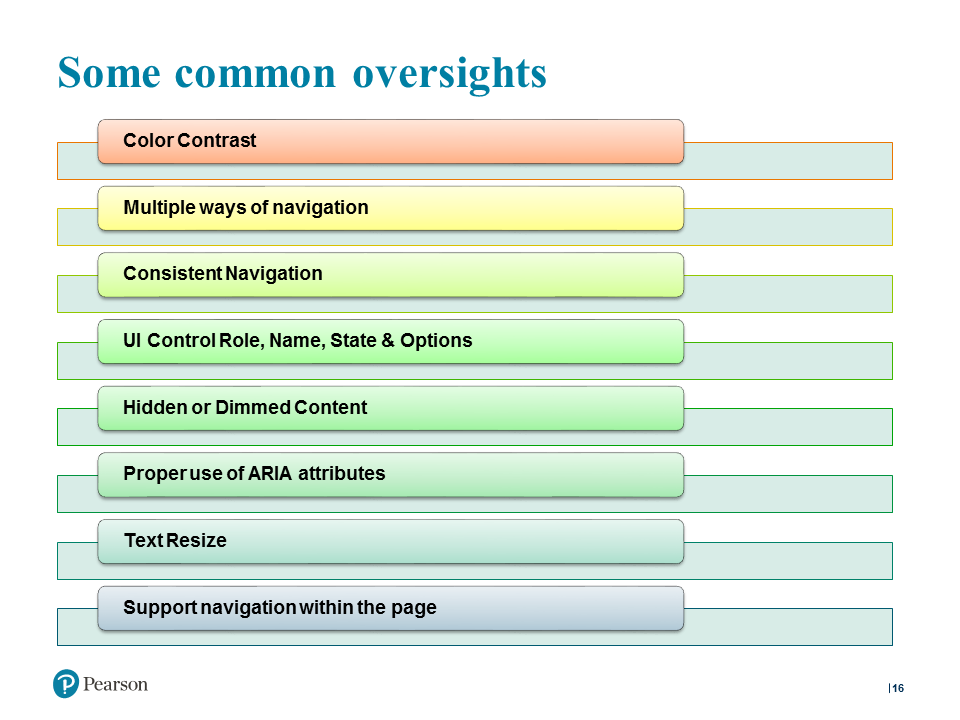 Some common oversights
Color Contrast
Multiple ways of navigation
Consistent Navigation
UI Control Role, Name, State & Options
Hidden or Dimmed Content
Proper use of ARIA attributes
Text Resize
Support navigation within the page
Pearson
|16